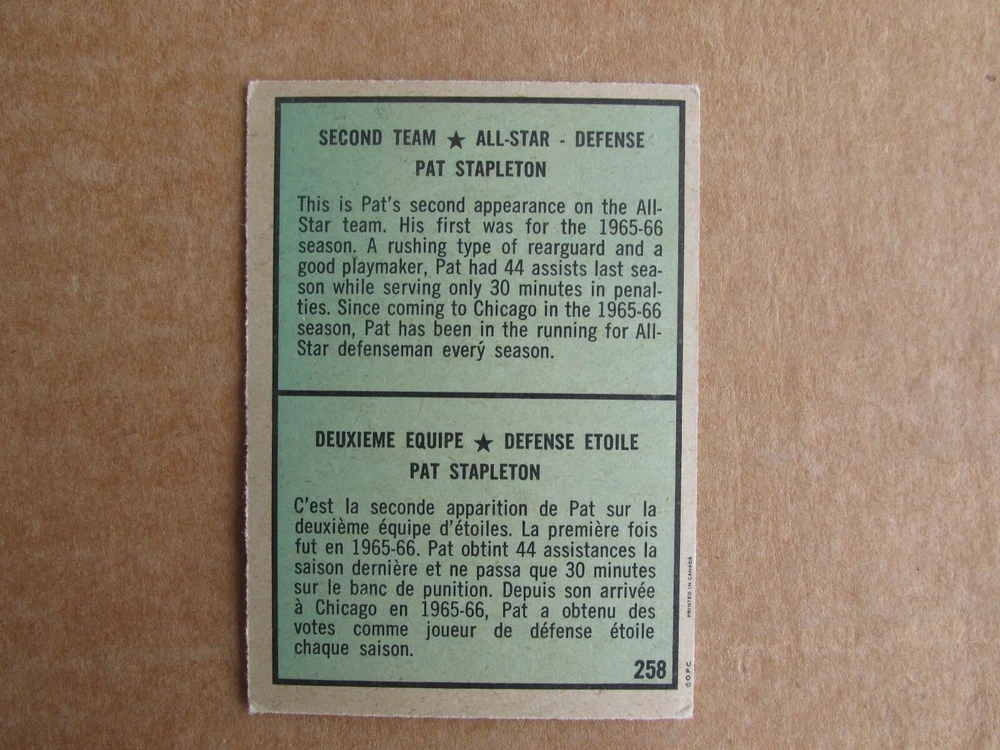 SECOND TEAM ★ ALL-STAR - DEFENSE
PAT STAPLETON
This is Pat's second appearance on the All-
Star team. His first was for the 1965-66
season. A rushing type of rearguard and a
good playmaker, Pat had 44 assists last sea-
son while serving only 30 minutes in penal-
ties. Since coming to Chicago in the 1965-66
season, Pat has been in the running for All-
Star defenseman every season.
DEUXIEME EQUIPE ★ DEFENSE ETOILE
PAT STAPLETON
C'est la seconde apparition de Pat sur la
deuxième équipe d'étoiles. La première fois
fut en 1965-66. Pat obtint 44 assistances la
saison dernière et ne passa que 30 minutes
sur le banc de punition. Depuis son arrivée
à Chicago en 1965-66, Pat a obtenu des
votes comme joueur de défense étoile
chaque saison.
258
©O.P.C.
PRINTED IN CANADA